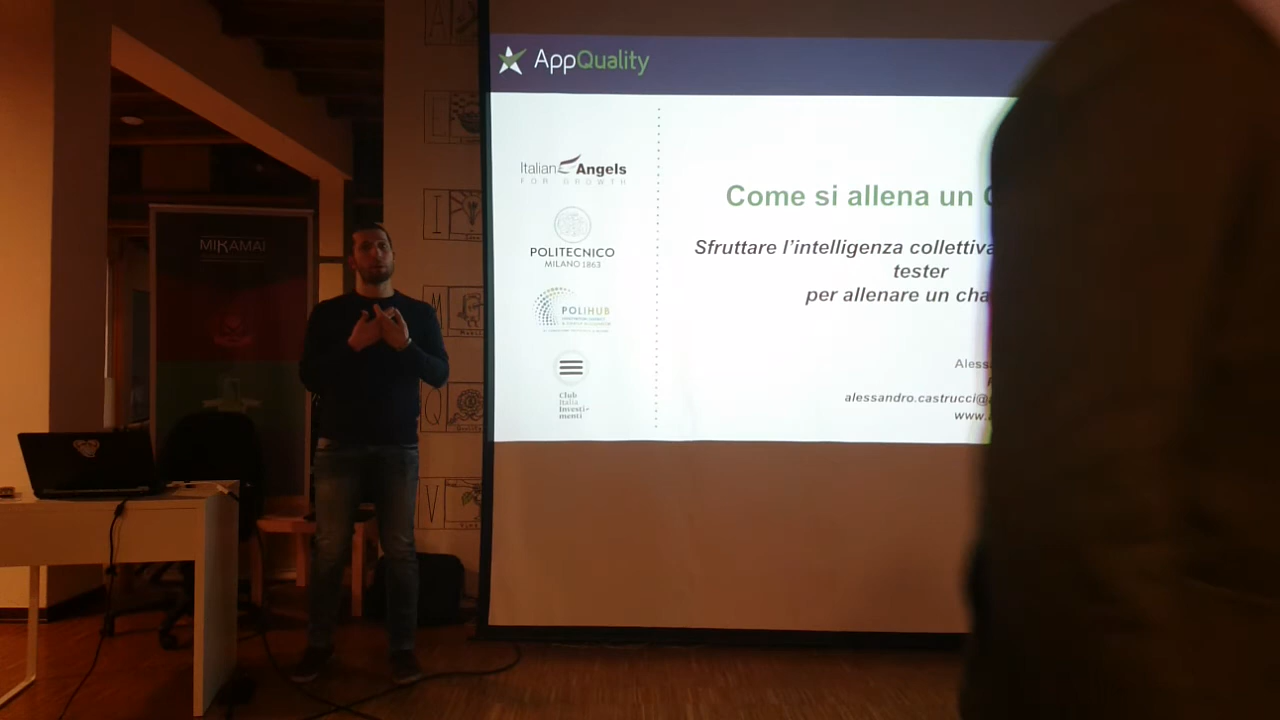 AppQuality
Italian Angels
FOR GROWTH
POLITECNICO
MILANO 1863
POLIHUB
Club
Italia
Investi-
menti
Come si allena un
Sfruttare l'intelligenza collettiva
tester
per allenare un cha
Aless
alessandro.castrucci@
www.
MIKAMAI
A
I
M
Q
V